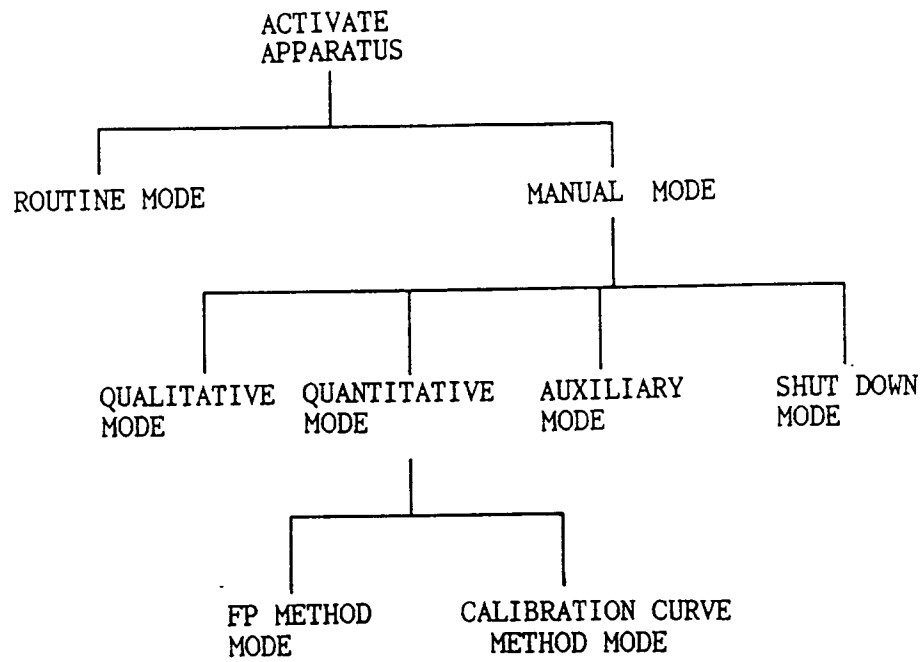 ACTIVATE
APPARATUS
ROUTINE MODE
MANUAL MODE
QUALITATIVE
MODE
QUANTITATIVE
MODE
AUXILIARY
MODE
SHUT DOWN
MODE
FP METHOD
MODE
CALIBRATION CURVE
METHOD MODE